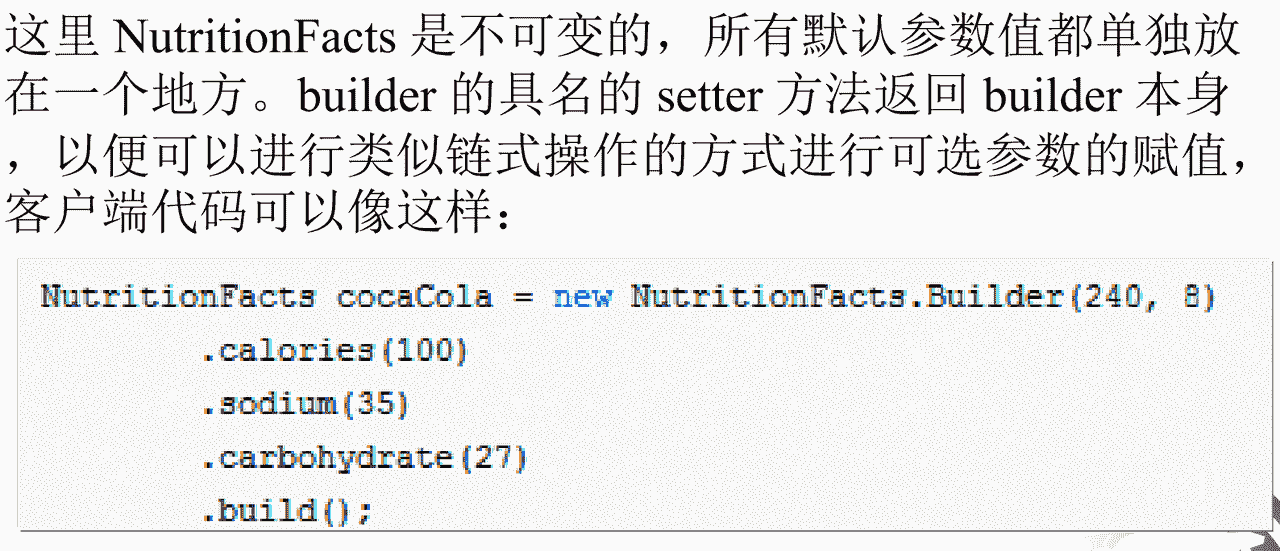 这里 NutritionFacts 是不可变的，所有默认参数值都单独放
在一个地方。builder 的具名的 setter 方法返回 builder 本身
，以便可以进行类似链式操作的方式进行可选参数的赋值，
客户端代码可以像这样：
NutritionFacts cocaCola = new NutritionFacts.Builder(240, 8)
.calories(100)
.sodium(35)
.carbohydrate(27)
.build();